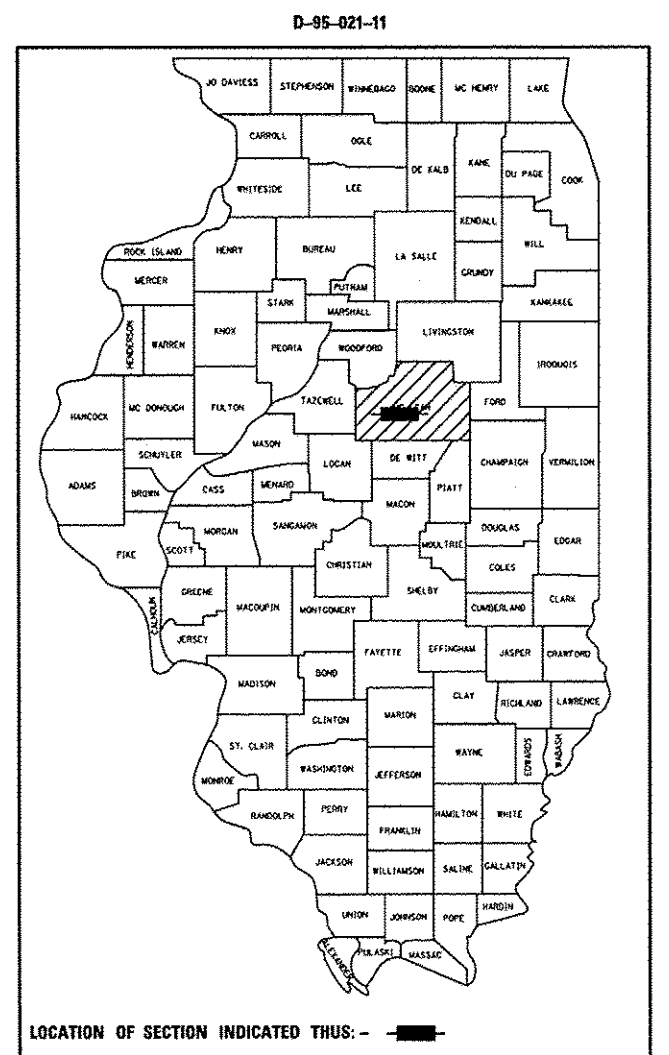 D-95-021-11
JO DAVIESS STEPHENSON WINNEBAGO BOONE MC HENRY LAKE
CARROLL OGLE DE KALB KANE DU PAGE COOK
WHITESIDE LEE
KENDALL
ROCK ISLAND HENRY BUREAU LA SALLE GRUNDY WILL
MERCER PUTNAM
STARK MARSHALL KANKAKEE
HENDERSON WARREN KNOX PEORIA WOODFORD LIVINGSTON
IROQUOIS
HANCOCK MC DONOUGH FULTON TAZEWELL FORD
MASON
SCHUYLER LOGAN DE WITT CHAMPAIGN VERMILION
ADAMS BROWN CASS MENARD MACON PIATT
PIKE SCOTT MORGAN SANGAMON MOULTRIE DOUGLAS EDGAR
CHRISTIAN COLES
GREENE MACOUPIN MONTGOMERY SHELBY CUMBERLAND CLARK
CALHOUN JERSEY
FAYETTE EFFINGHAM JASPER CRAWFORD
MADISON BOND
CLAY RICHLAND LAWRENCE
CLINTON MARION
ST. CLAIR WAYNE EDWARDS WABASH
MONROE WASHINGTON JEFFERSON
RANDOLPH PERRY HAMILTON WHITE
FRANKLIN
JACKSON WILLIAMSON SALINE GALLATIN
UNION JOHNSON POPE HARDIN
ALEXANDER PULASKI MASSAC
LOCATION OF SECTION INDICATED THUS: -